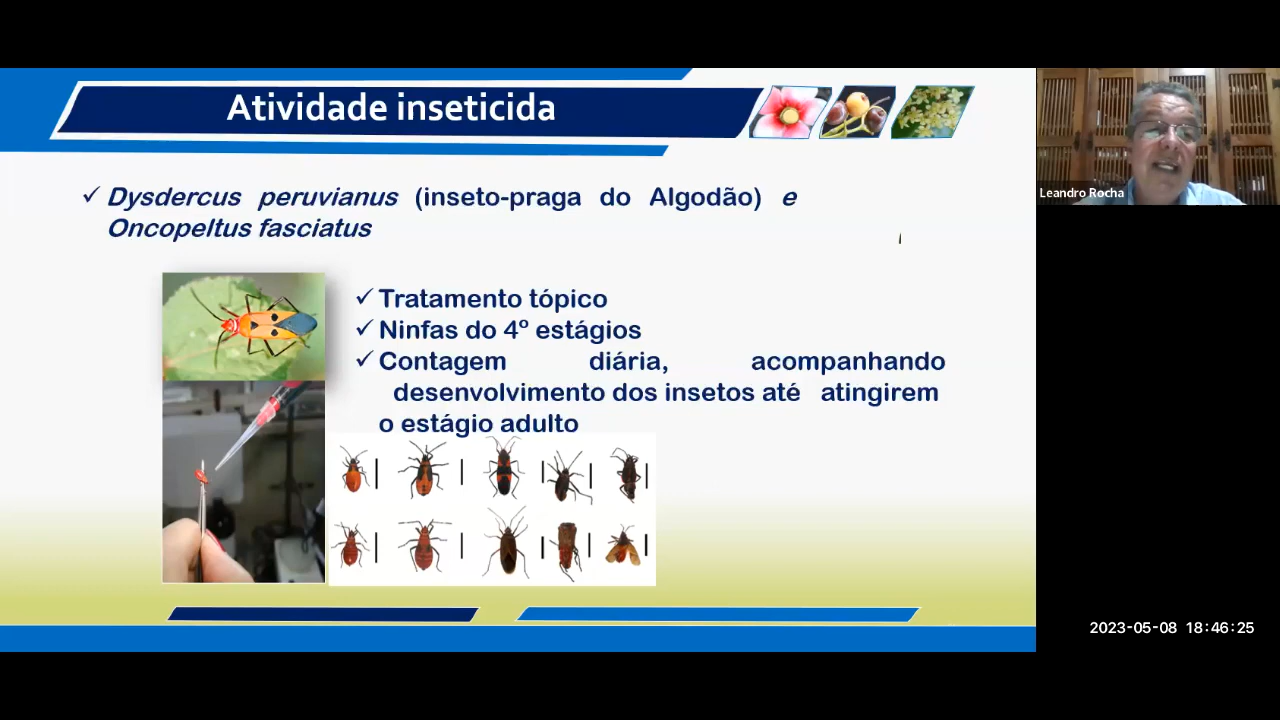 Atividade inseticida
✓ Dysdercus peruvianus (inseto-praga do Algodão) e
Oncopeltus fasciatus
✓ Tratamento tópico
✓ Ninfas do 4º estágios
✓ Contagem diária, acompanhando
desenvolvimento dos insetos até atingirem
o estágio adulto
Leandro Rocha
2023-05-08 18:46:25